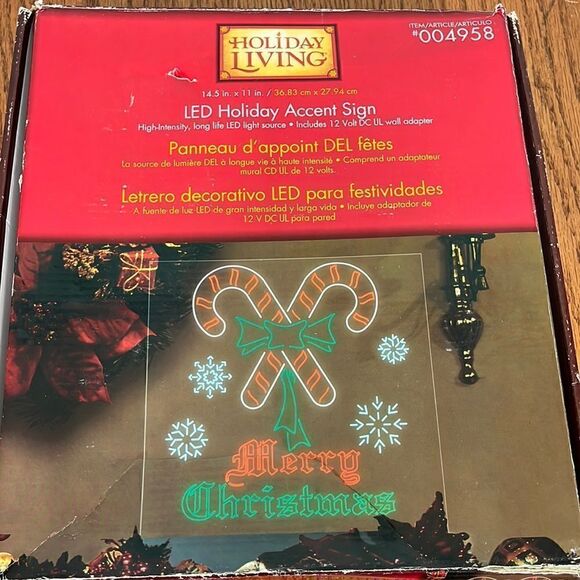 HOLIDAY
LIVING
ITEM/ARTICLE/ARTICULO
#004958
14.5 in. x 11 in. / 36.83 cm x 27.94 cm
LED Holiday Accent Sign
High-Intensity, long life LED light source • Includes 12 Volt DC UL wall adapter
Panneau d'appoint DEL fêtes
La source de lumière DEL à longue vie à haute intensité • Comprend un adaptateur
mural CD UL de 12 volts.
Letrero decorativo LED para festividades
A fuente de luz LED de gran intensidad y larga vida • Incluye adaptador de
12 V DC UL para pared
Merry
Christmas